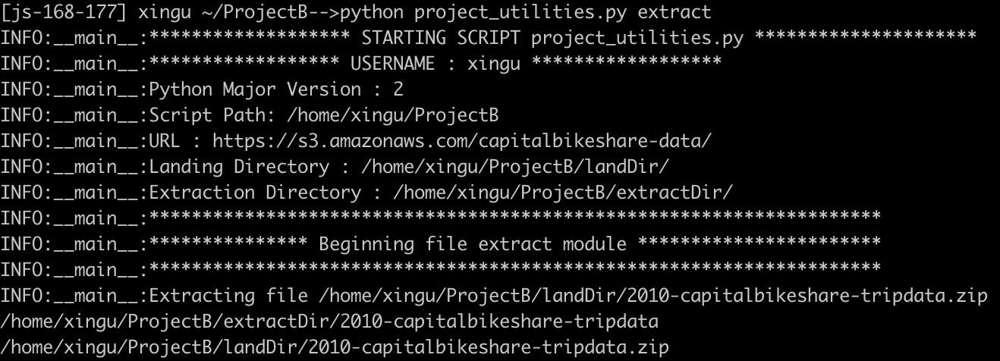 [js-168-177] xingu ~/ProjectB-->python project_utilities.py extract
INFO:__main__:******************* STARTING SCRIPT project_utilities.py *********************
INFO:__main__:****************** USERNAME : xingu ******************
INFO:__main__:Python Major Version : 2
INFO:__main__:Script Path: /home/xingu/ProjectB
INFO:__main__:URL : https://s3.amazonaws.com/capitalbikeshare-data/
INFO:__main__:Landing Directory : /home/xingu/ProjectB/landDir/
INFO:__main__:Extraction Directory : /home/xingu/ProjectB/extractDir/
INFO:__main__:*********************************************************************
INFO:__main__:*************** Beginning file extract module ***********************
INFO:__main__:*********************************************************************
INFO:__main__:Extracting file /home/xingu/ProjectB/landDir/2010-capitalbikeshare-tripdata.zip
/home/xingu/ProjectB/extractDir/2010-capitalbikeshare-tripdata
/home/xingu/ProjectB/landDir/2010-capitalbikeshare-tripdata.zip